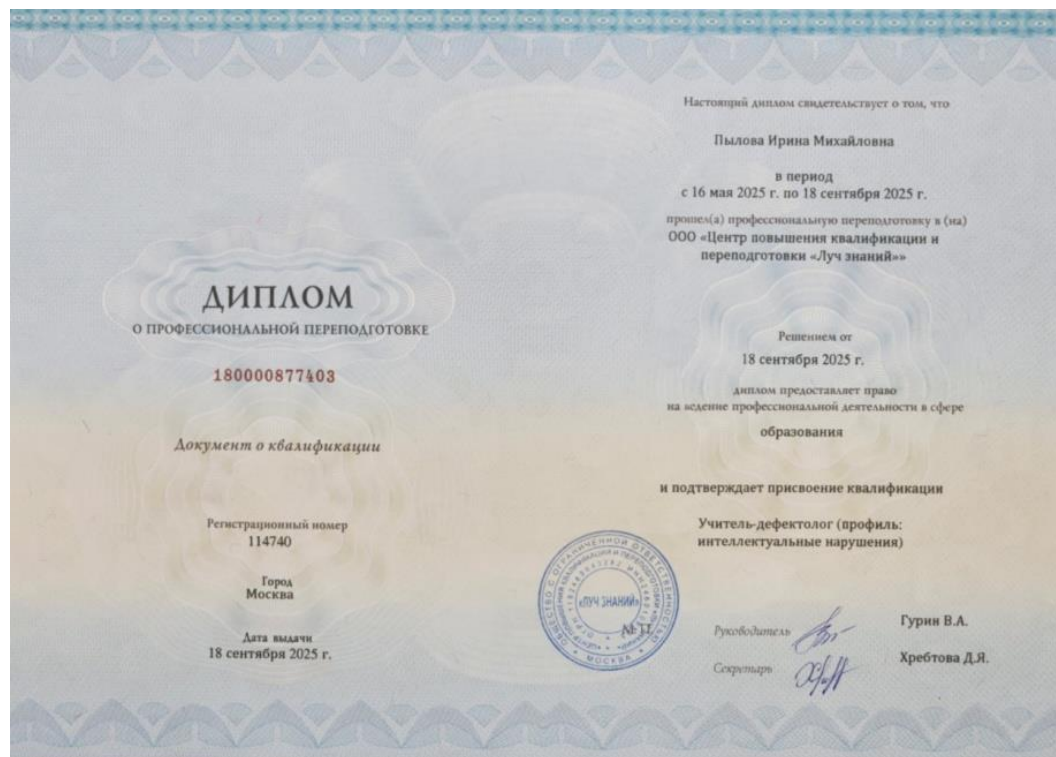 ДИПЛОМ
О ПРОФЕССИОНАЛЬНОЙ ПЕРЕПОДГОТОВКЕ
180000877403
Документ о квалификации
Регистрационный номер
114740
Город
Москва
Дата выдачи
18 сентября 2025 г.
Настоящий диплом свидетельствует о том, что
Пылова Ирина Михайловна
в период
с 16 мая 2025 г. по 18 сентября 2025 г.
прошел(а) профессиональную переподготовку в (на)
ООО «Центр повышения квалификации и
переподготовки «Луч знаний»»
Решением от
18 сентября 2025 г.
диплом предоставляет право
на ведение профессиональной деятельности в сфере
образования
и подтверждает присвоение квалификации
Учитель-дефектолог (профиль:
интеллектуальные нарушения)
Руководитель
Гурин В.А.
Секретарь
Хребтова Д.Я.
ОБЩЕСТВО С ОГРАНИЧЕННОЙ ОТВЕТСТВЕННОСТЬЮ
МОСКВА
«ЛУЧ ЗНАНИЙ»